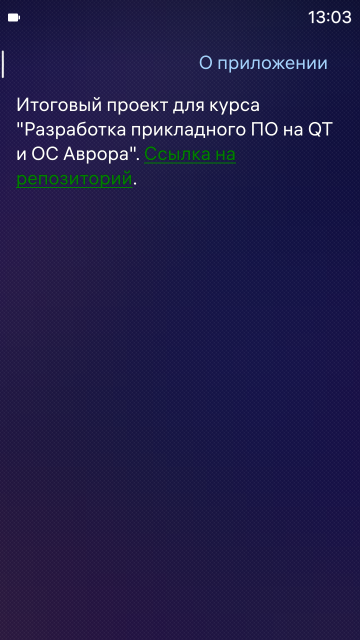 13:03
О приложении
Итоговый проект для курса
"Разработка прикладного ПО на QT
и ОС Аврора". Ссылка на
репозиторий.